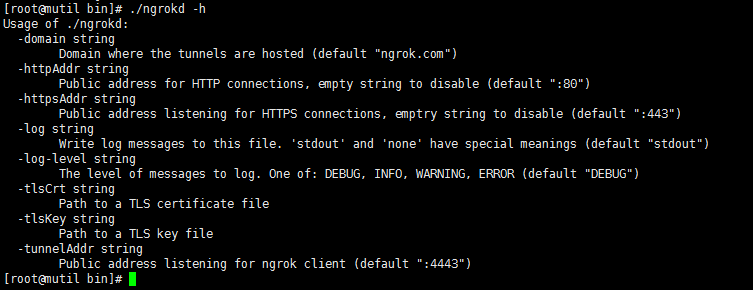 [root@mutil bin]# ./ngrokd -h
Usage of ./ngrokd:
  -domain string
        Domain where the tunnels are hosted (default "ngrok.com")
  -httpAddr string
        Public address for HTTP connections, empty string to disable (default ":80")
  -httpsAddr string
        Public address listening for HTTPS connections, emptry string to disable (default ":443")
  -log string
        Write log messages to this file. 'stdout' and 'none' have special meanings (default "stdout")
  -log-level string
        The level of messages to log. One of: DEBUG, INFO, WARNING, ERROR (default "DEBUG")
  -tlsCrt string
        Path to a TLS certificate file
  -tlsKey string
        Path to a TLS key file
  -tunnelAddr string
        Public address listening for ngrok client (default ":4443")
[root@mutil bin]#